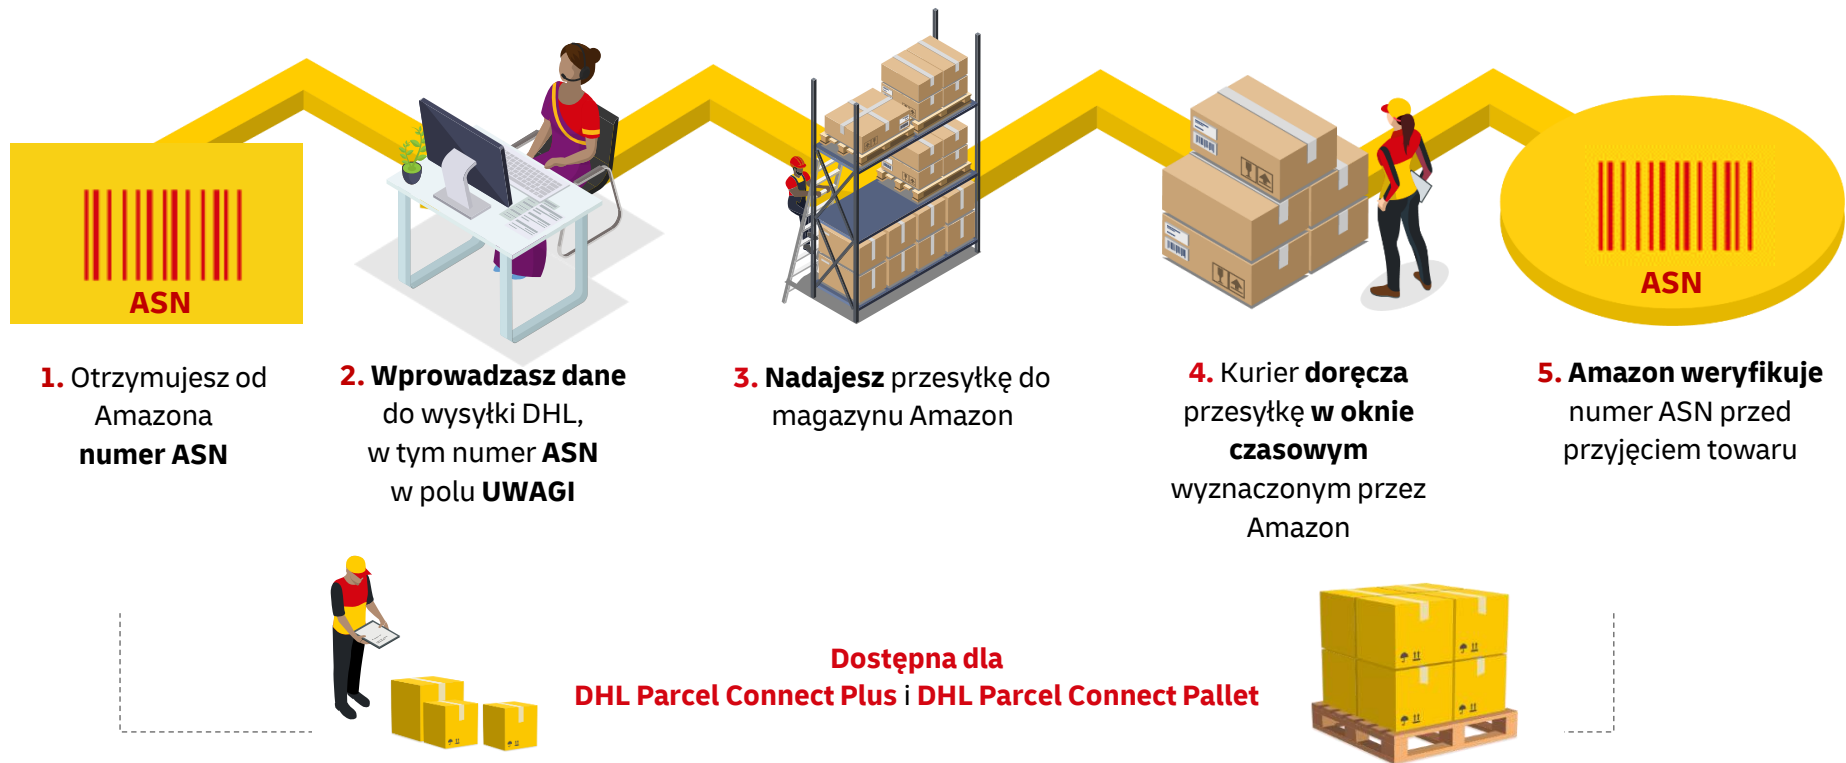 ASN
1. Otrzymujesz od
Amazona
numer ASN
2. Wprowadzasz dane
do wysyłki DHL,
w tym numer ASN
w polu UWAGI
3. Nadajesz przesyłkę do
magazynu Amazon
4. Kurier doręcza
przesyłkę w oknie
czasowym
wyznaczonym przez
Amazon
ASN
5. Amazon weryfikuje
numer ASN przed
przyjęciem towaru
Dostępna dla
DHL Parcel Connect Plus i DHL Parcel Connect Pallet